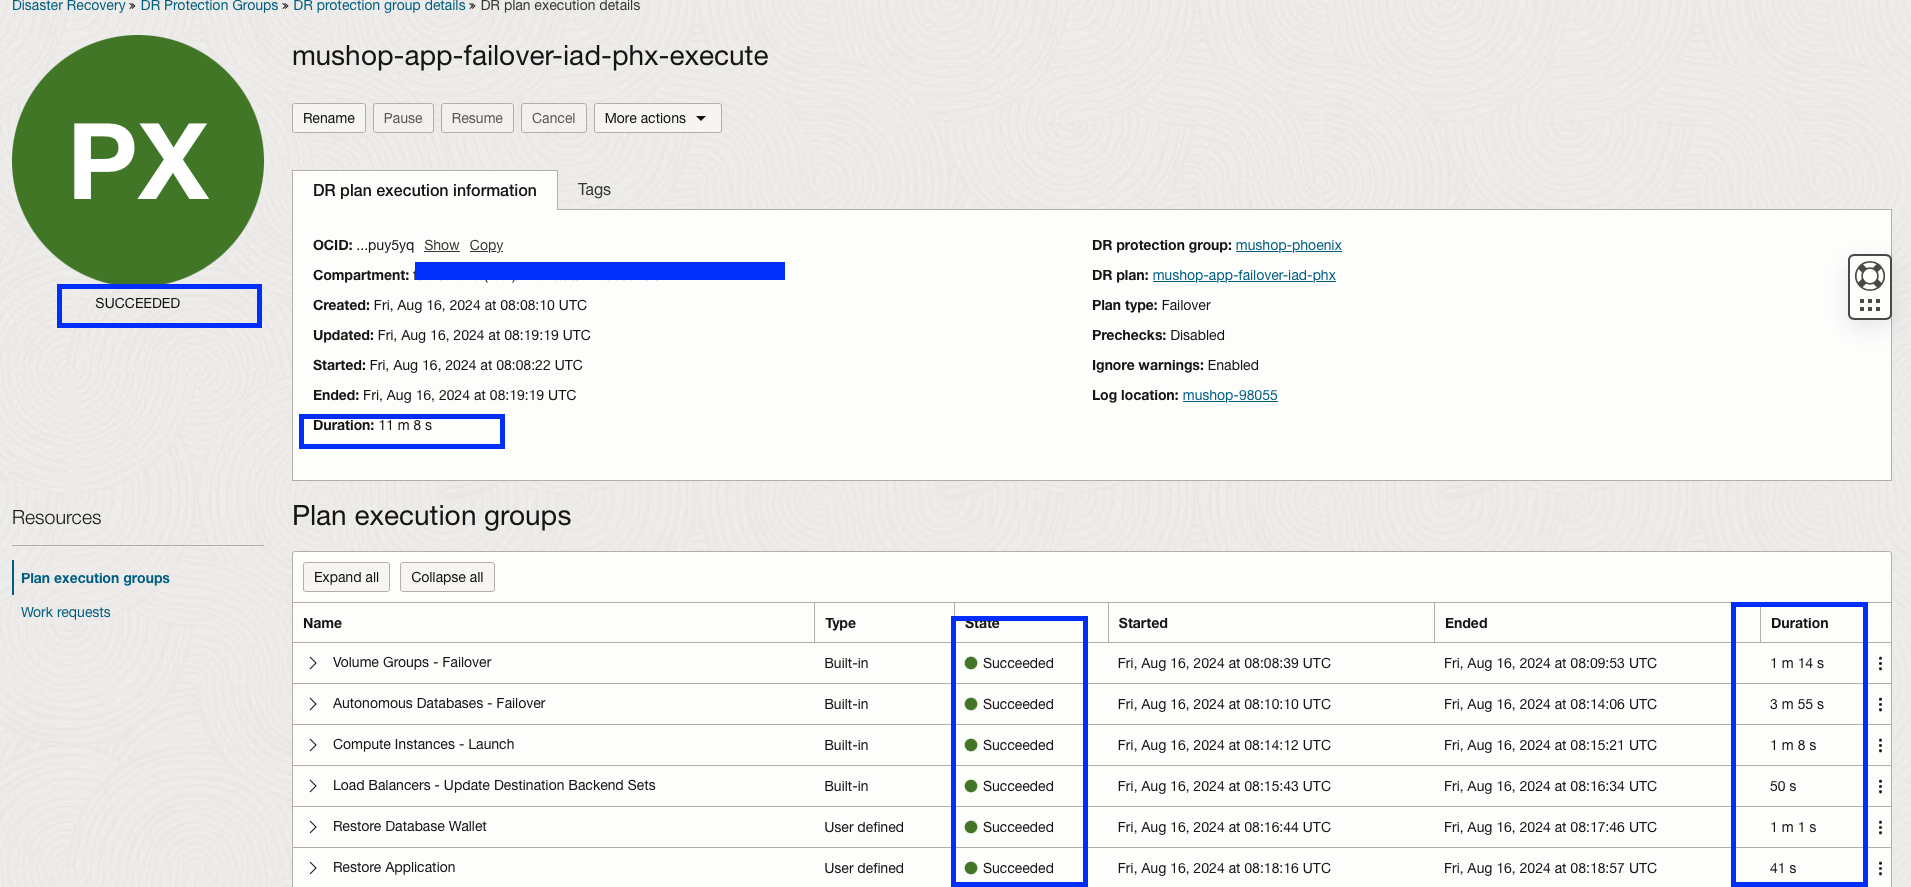 Disaster Recovery » DR Protection Groups » DR protection group details » DR plan execution details
PX
SUCCEEDED
mushop-app-failover-iad-phx-execute
Rename Pause Resume Cancel More actions
DR plan execution information Tags
OCID: ...puy5yq Show Copy
Compartment:
Created: Fri, Aug 16, 2024 at 08:08:10 UTC
Updated: Fri, Aug 16, 2024 at 08:19:19 UTC
Started: Fri, Aug 16, 2024 at 08:08:22 UTC
Ended: Fri, Aug 16, 2024 at 08:19:19 UTC
Duration: 11 m 8 s
DR protection group: mushop-phoenix
DR plan: mushop-app-failover-iad-phx
Plan type: Failover
Prechecks: Disabled
Ignore warnings: Enabled
Log location: mushop-98055
Resources
Plan execution groups
Work requests
Plan execution groups
Expand all Collapse all
Name Type State Started Ended Duration
Volume Groups - Failover Built-in Succeeded Fri, Aug 16, 2024 at 08:08:39 UTC Fri, Aug 16, 2024 at 08:09:53 UTC 1 m 14 s
Autonomous Databases - Failover Built-in Succeeded Fri, Aug 16, 2024 at 08:10:10 UTC Fri, Aug 16, 2024 at 08:14:06 UTC 3 m 55 s
Compute Instances - Launch Built-in Succeeded Fri, Aug 16, 2024 at 08:14:12 UTC Fri, Aug 16, 2024 at 08:15:21 UTC 1 m 8 s
Load Balancers - Update Destination Backend Sets Built-in Succeeded Fri, Aug 16, 2024 at 08:15:43 UTC Fri, Aug 16, 2024 at 08:16:34 UTC 50 s
Restore Database Wallet User defined Succeeded Fri, Aug 16, 2024 at 08:16:44 UTC Fri, Aug 16, 2024 at 08:17:46 UTC 1 m 1 s
Restore Application User defined Succeeded Fri, Aug 16, 2024 at 08:18:16 UTC Fri, Aug 16, 2024 at 08:18:57 UTC 41 s